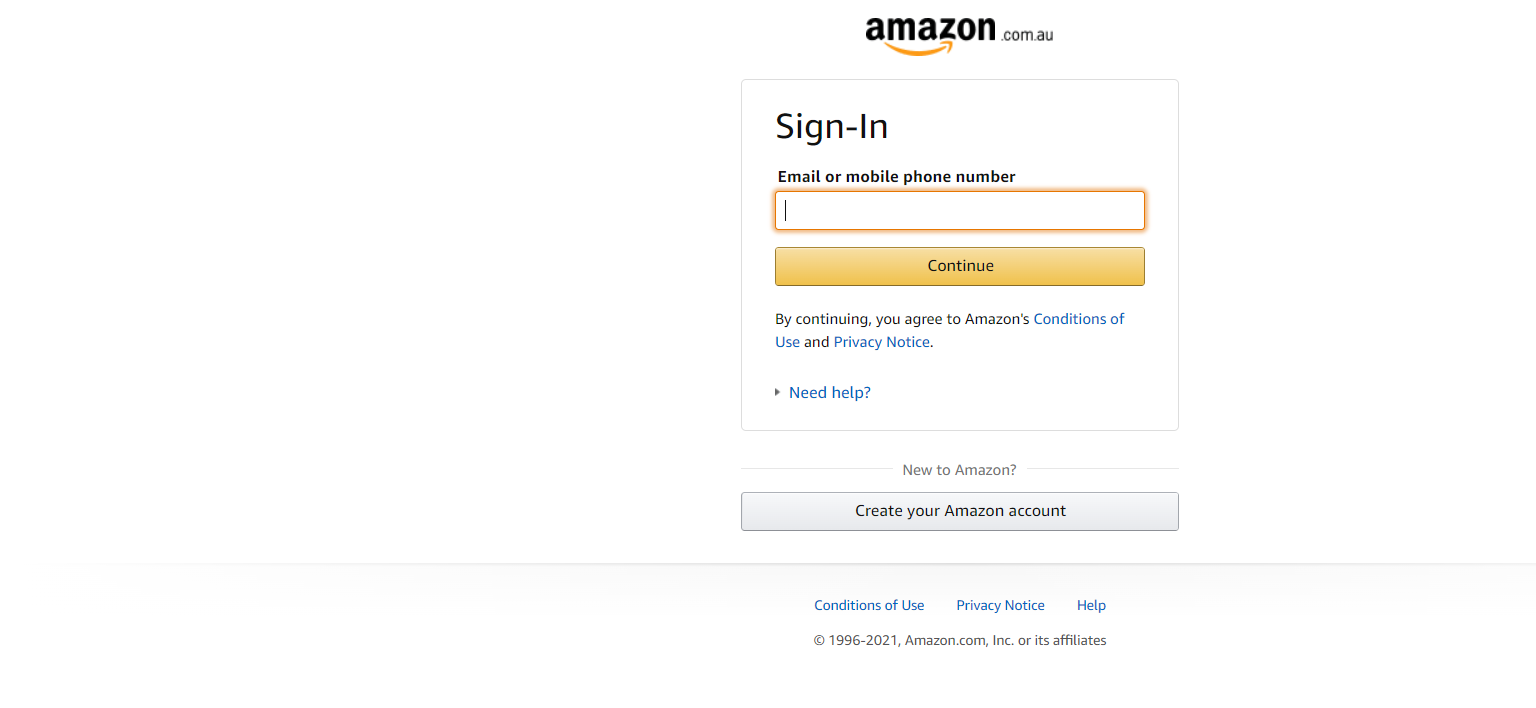 amazon.com.au
Sign-In
Email or mobile phone number
Continue
By continuing, you agree to Amazon's Conditions of
Use and Privacy Notice.
Need help?
New to Amazon?
Create your Amazon account
Conditions of Use Privacy Notice Help
© 1996-2021, Amazon.com, Inc. or its affiliates